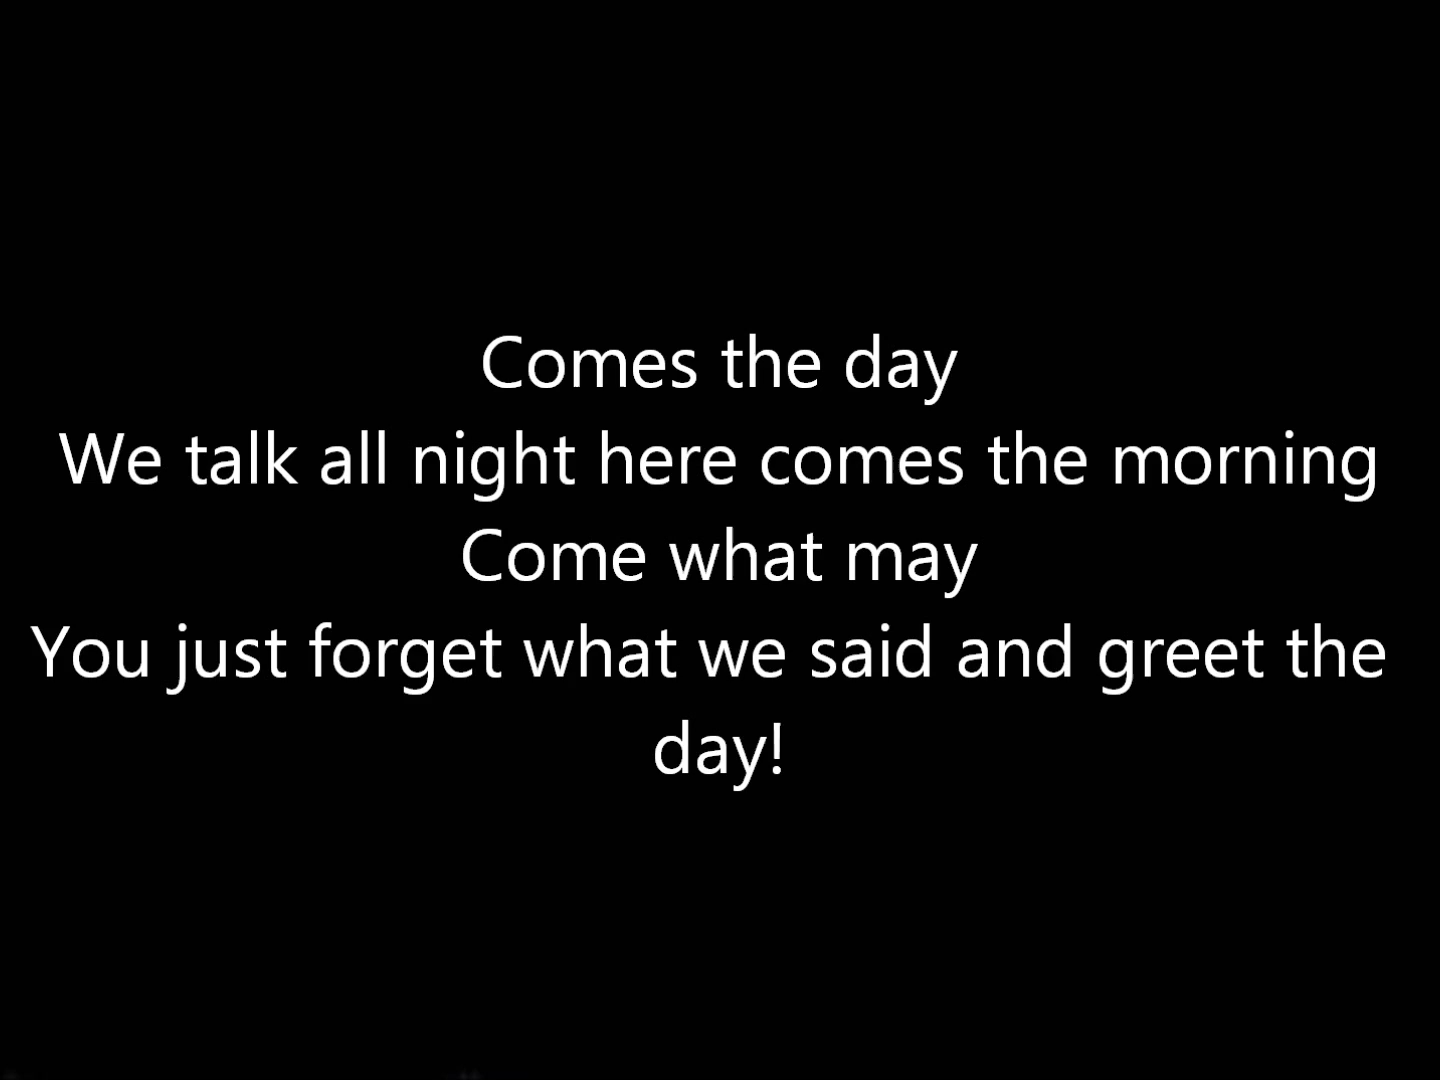 Comes the day
We talk all night here comes the morning
Come what may
You just forget what we said and greet the
day!